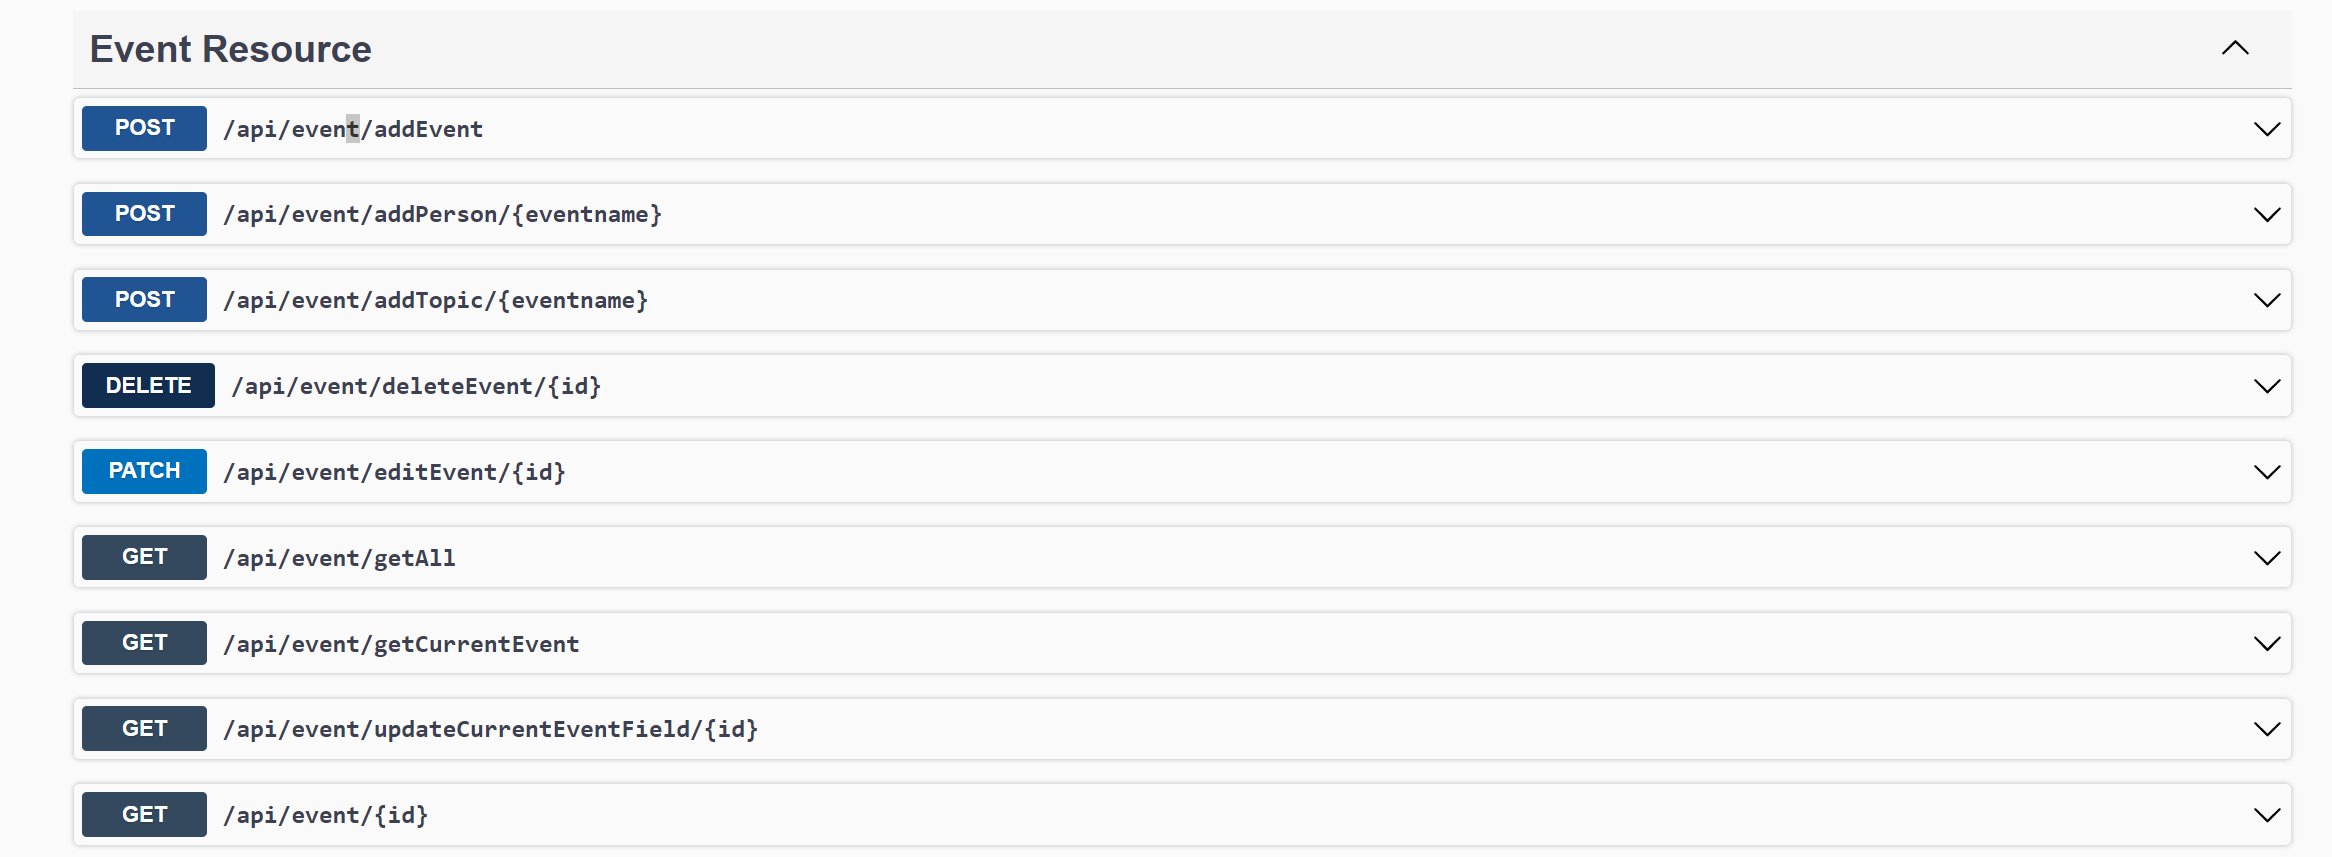 Event Resource
POST /api/event/addEvent
POST /api/event/addPerson/{eventname}
POST /api/event/addTopic/{eventname}
DELETE /api/event/deleteEvent/{id}
PATCH /api/event/editEvent/{id}
GET /api/event/getAll
GET /api/event/getCurrentEvent
GET /api/event/updateCurrentEventField/{id}
GET /api/event/{id}